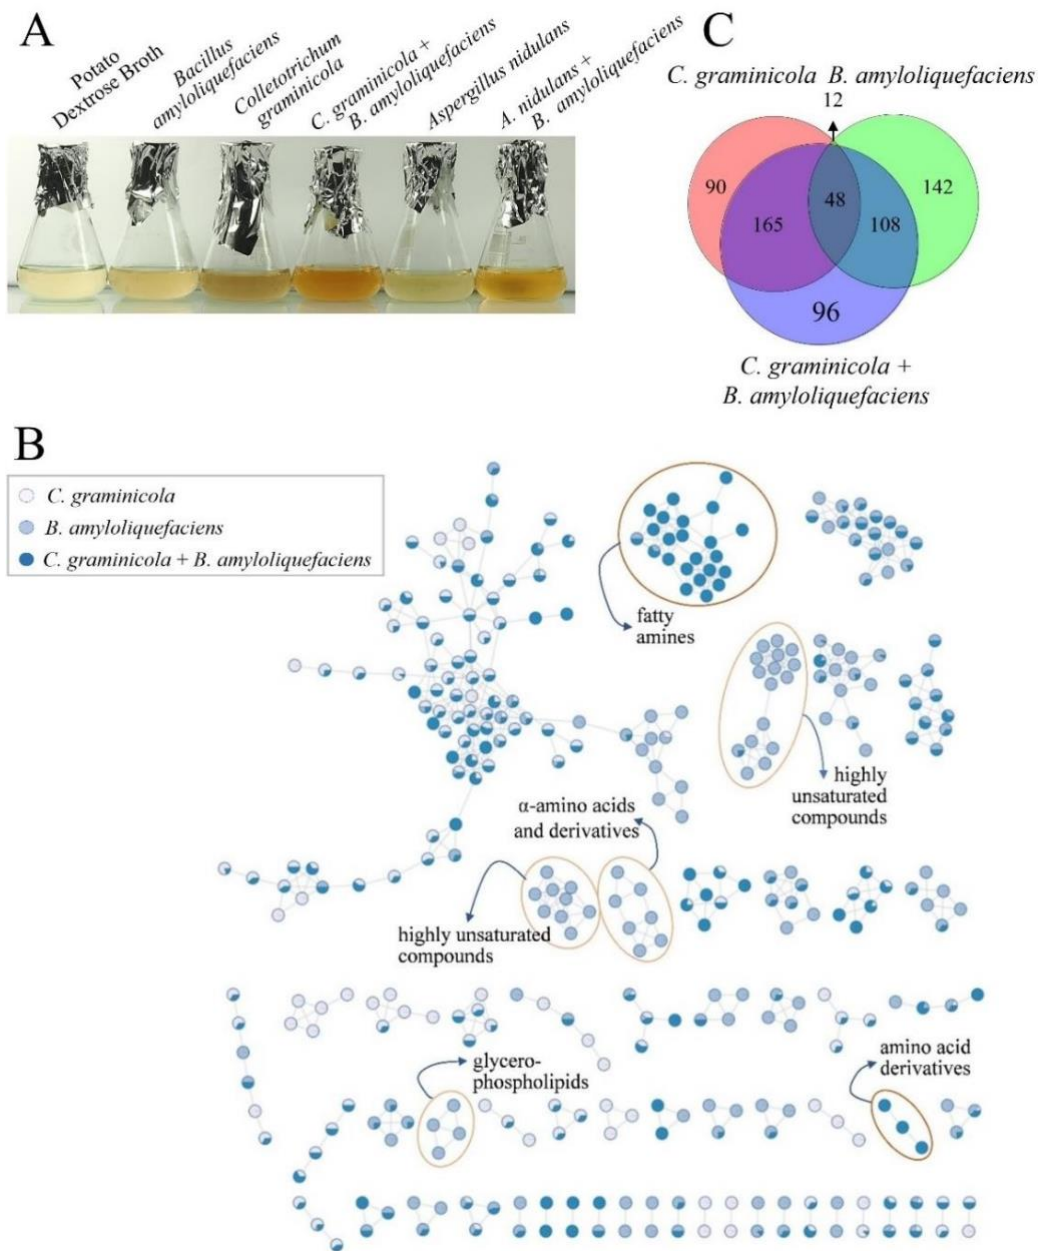 A
Potato
Dextrose Broth
Bacillus
amyloliquefaciens
Colletotrichum
graminicola
C. graminicola +
B. amyloliquefaciens
Aspergillus nidulans
A. nidulans +
B. amyloliquefaciens
C
C. graminicola B. amyloliquefaciens
12
90
48
142
165
108
96
C. graminicola +
B. amyloliquefaciens
B
C. graminicola
B. amyloliquefaciens
C. graminicola + B. amyloliquefaciens
fatty
amines
highly
unsaturated
compounds
α-amino acids
and derivatives
highly unsaturated
compounds
glycero-
phospholipids
amino acid
derivatives